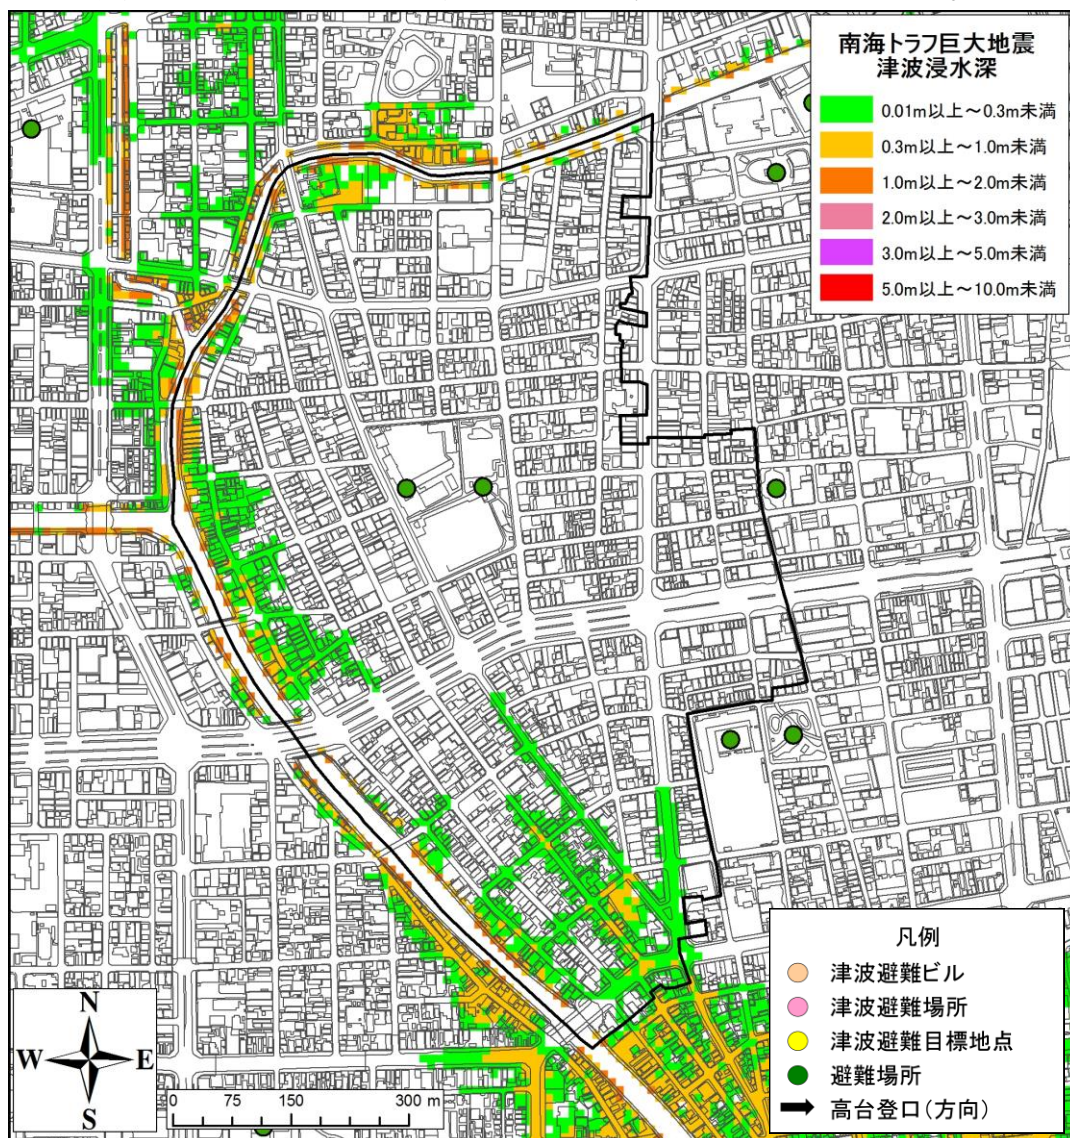 南海トラフ巨大地震
津波浸水深
0.01m以上～0.3m未満
0.3m以上～1.0m未満
1.0m以上～2.0m未満
2.0m以上～3.0m未満
3.0m以上～5.0m未満
5.0m以上～10.0m未満
凡例
津波避難ビル
津波避難場所
津波避難目標地点
避難場所
高台登口(方向)
N
W E
S
0 75 150 300 m